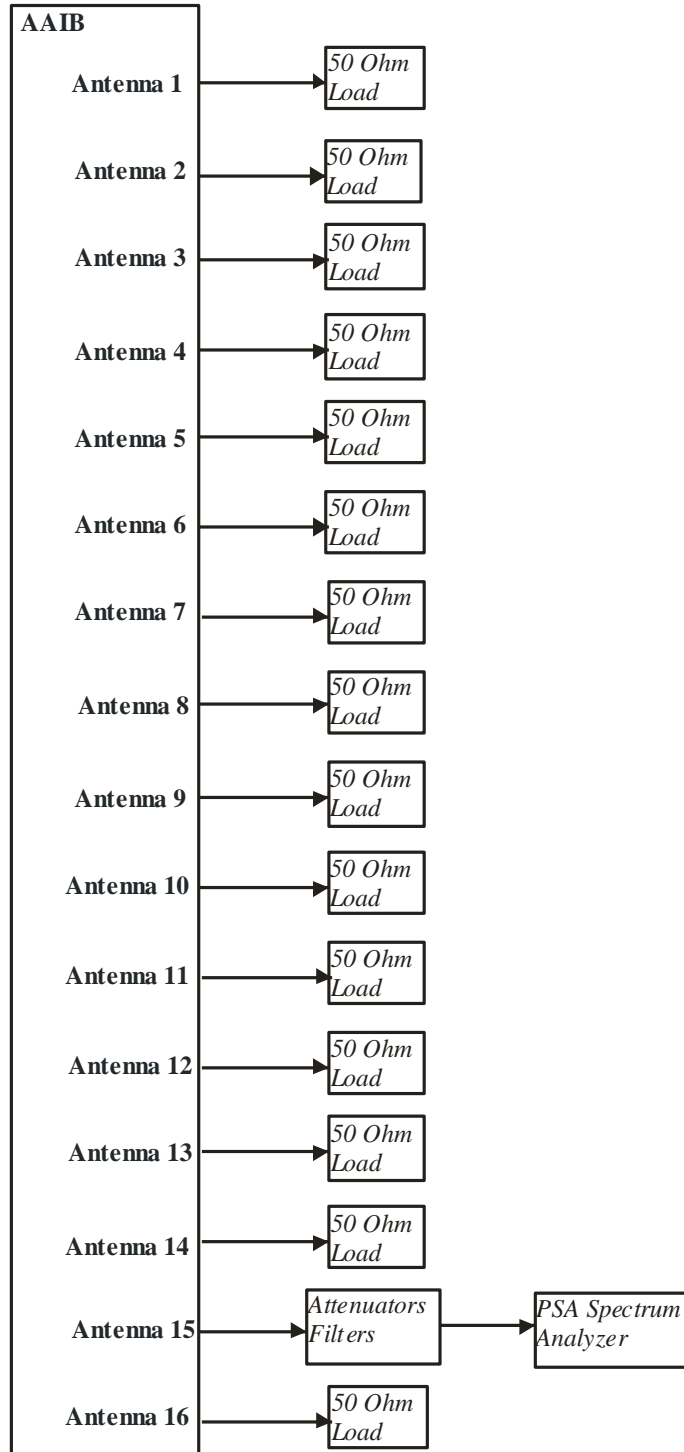 AAIB
Antenna 1
50 Ohm
Load
Antenna 2
50 Ohm
Load
Antenna 3
50 Ohm
Load
Antenna 4
50 Ohm
Load
Antenna 5
50 Ohm
Load
Antenna 6
50 Ohm
Load
Antenna 7
50 Ohm
Load
Antenna 8
50 Ohm
Load
Antenna 9
50 Ohm
Load
Antenna 10
50 Ohm
Load
Antenna 11
50 Ohm
Load
Antenna 12
50 Ohm
Load
Antenna 13
50 Ohm
Load
Antenna 14
50 Ohm
Load
Antenna 15
Attenuators
Filters
PSA Spectrum
Analyzer
Antenna 16
50 Ohm
Load